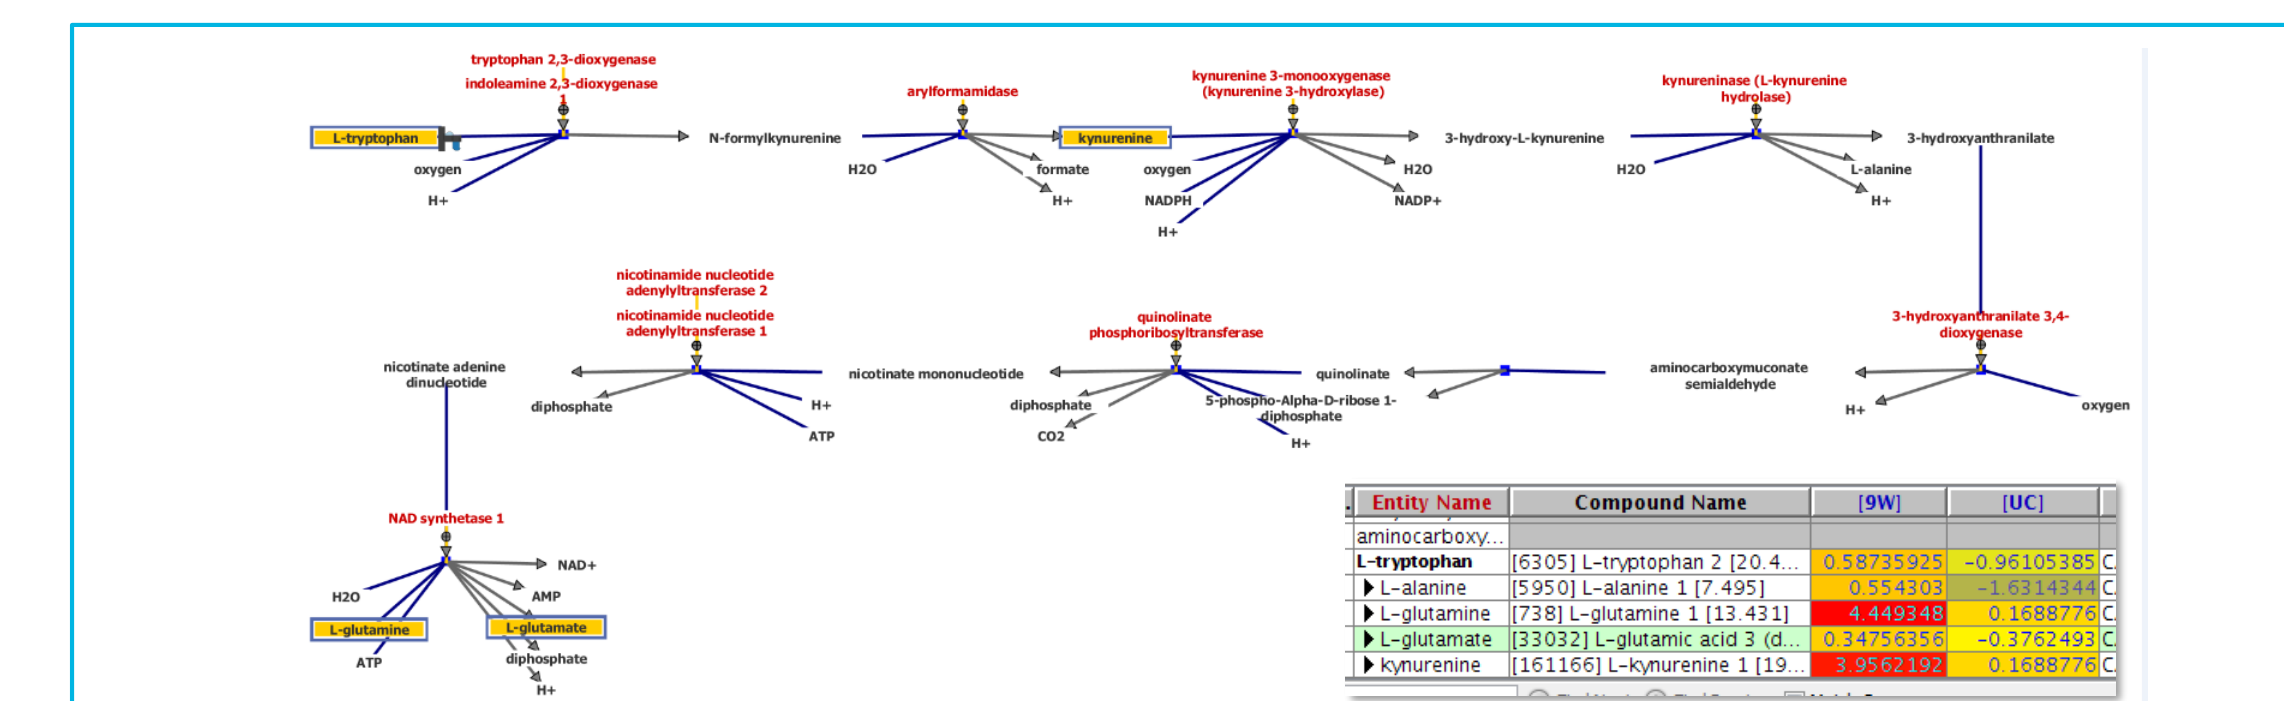 tryptophan 2,3-dioxygenase
indoleamine 2,3-dioxygenase
1
arylformamidase
kynurenine 3-monooxygenase
(kynurenine 3-hydroxylase)
kynureninase (L-kynurenine
hydrolase)
L-tryptophan
N-formylkynurenine
kynurenine
3-hydroxy-L-kynurenine
3-hydroxyanthranilate
oxygen
H+
H2O
formate
H+
oxygen
NADPH
H+
H2O
NADP+
H2O
L-alanine
H+
nicotinamide nucleotide
adenylyltransferase 2
nicotinamide nucleotide
adenylyltransferase 1
quinolinate
phosphoribosyltransferase
3-hydroxyanthranilate 3,4-
dioxygenase
nicotinate adenine
dinucleotide
diphosphate
H+
ATP
nicotinate mononucleotide
diphosphate
CO2
quinolinate
5-phospho-Alpha-D-ribose 1-
diphosphate
H+
aminocarboxymuconate
semialdehyde
H+
oxygen
NAD synthetase 1
H2O
L-glutamine
ATP
NAD+
AMP
L-glutamate
diphosphate
H+
. Entity Name Compound Name [9W] [UC]
aminocarboxy...
L-tryptophan [6305] L-tryptophan 2 [20.4... 0.58735925 -0.96105385 C.
L-alanine [5950] L-alanine 1 [7.495] 0.554303 -1.6314344 C.
L-glutamine [738] L-glutamine 1 [13.431] 4.449348 0.1688776 C.
L-glutamate [33032] L-glutamic acid 3 (d... 0.34756356 -0.3762493 C.
kynurenine [161166] L-kynurenine 1 [19... 3.9562192 0.1688776 C.